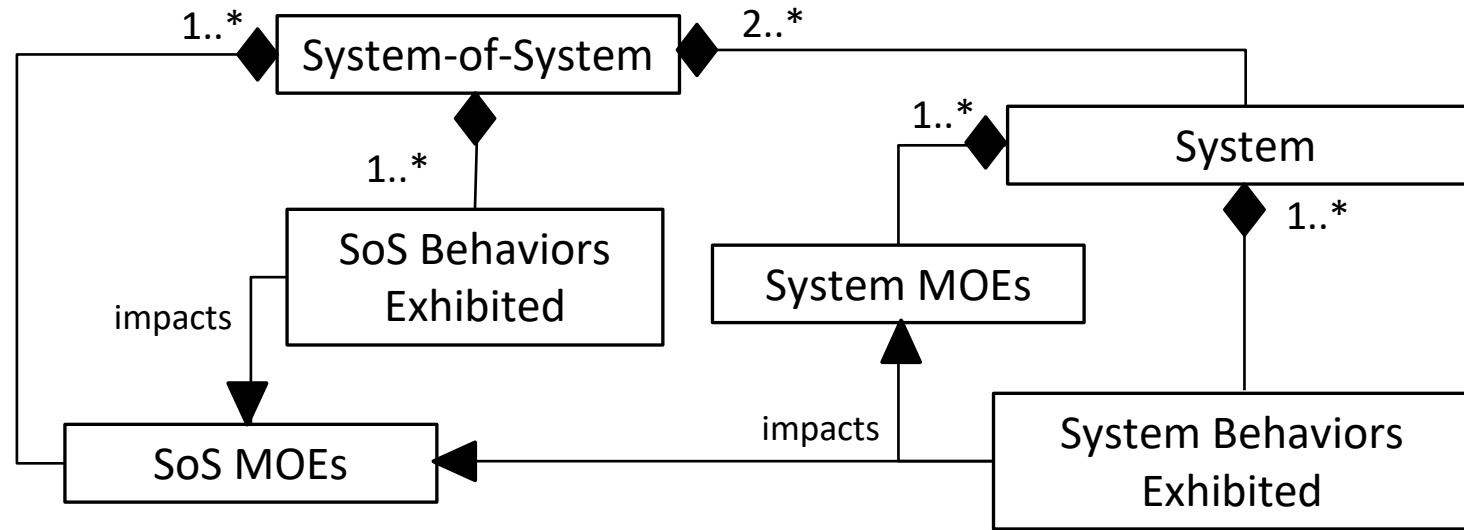 1..*
System-of-System
2..*
1..*
System
1..*
1..*
SoS Behaviors
Exhibited
System MOEs
impacts
impacts
System Behaviors
Exhibited
SoS MOEs